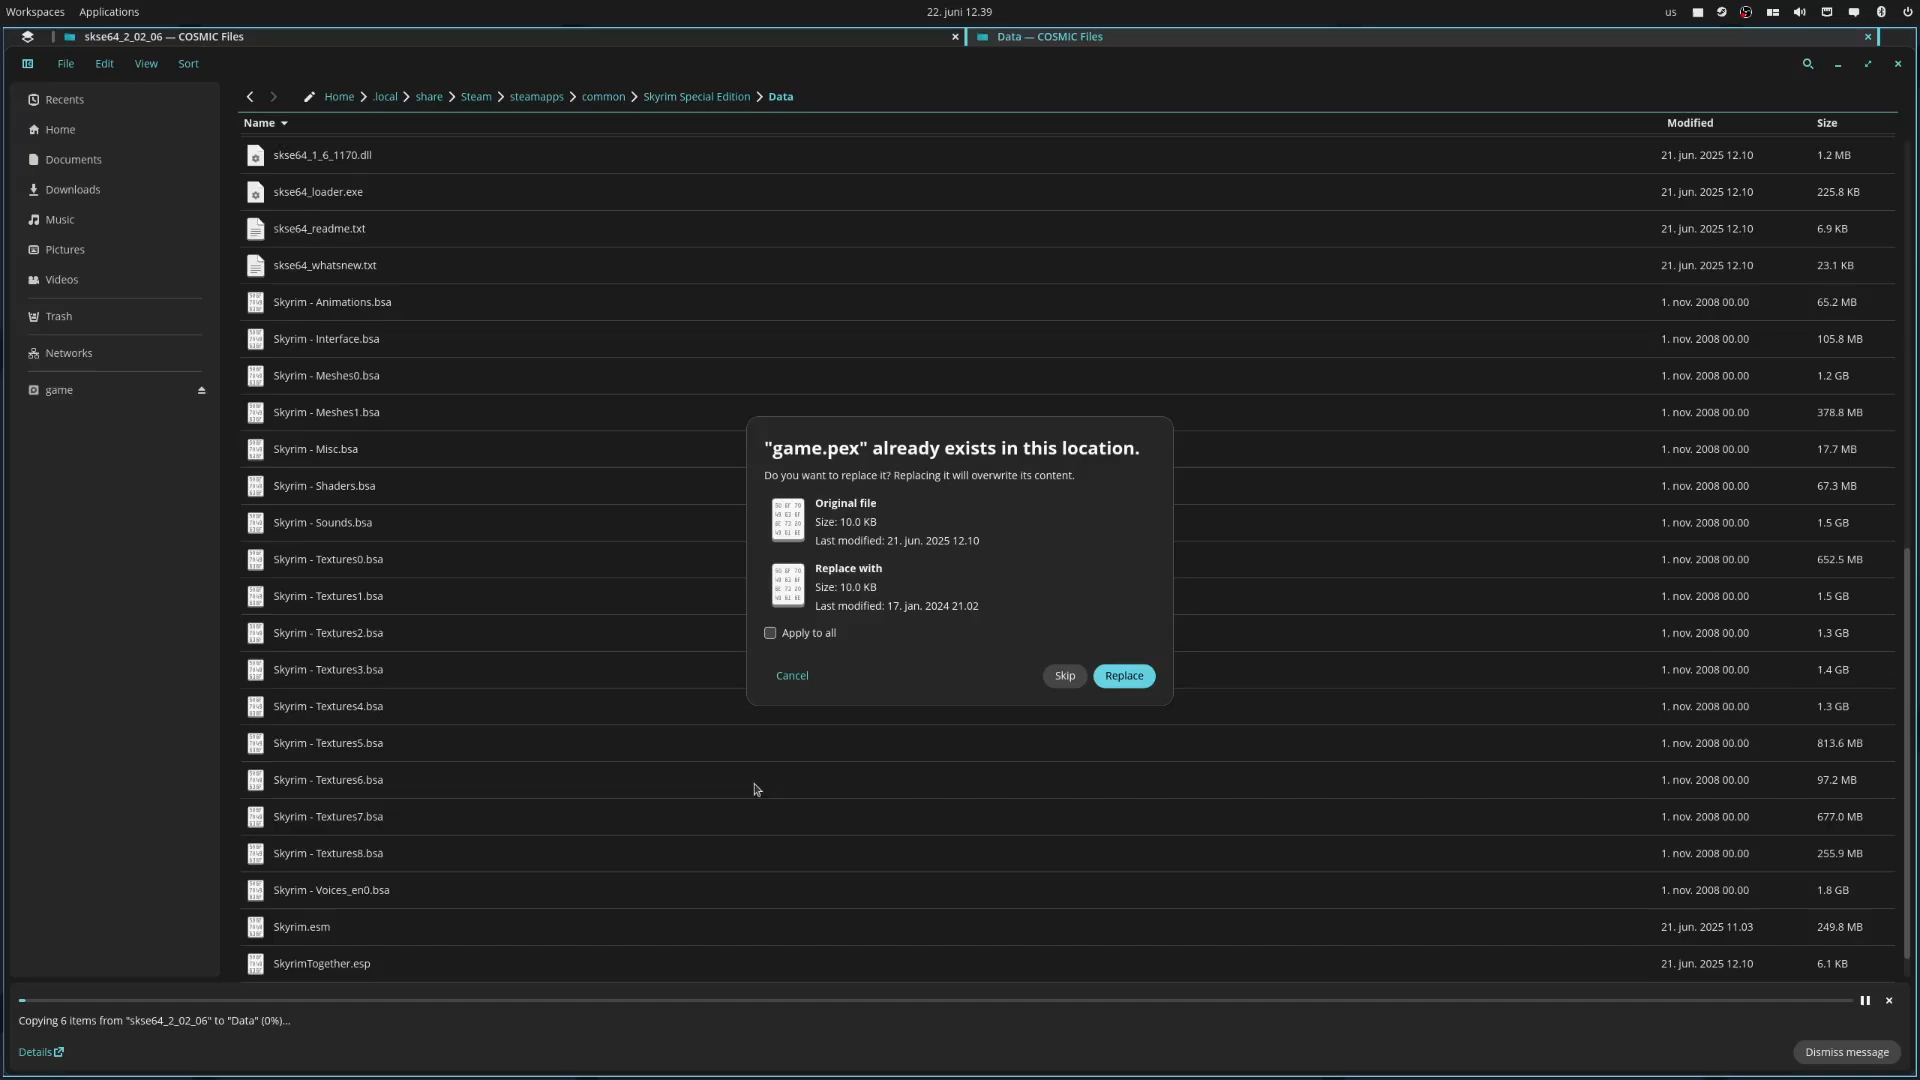 Workspaces Applications 22. juni 12.39 us
skse64_2_02_06 — COSMIC Files Data — COSMIC Files
File Edit View Sort
Recents
Home
Documents
Downloads
Music
Pictures
Videos
Trash
Networks
game
Home .local share Steam steamapps common Skyrim Special Edition Data
Name Modified Size
skse64_1_6_1170.dll 21. jun. 2025 12.10 1.2 MB
skse64_loader.exe 21. jun. 2025 12.10 225.8 KB
skse64_readme.txt 21. jun. 2025 12.10 6.9 KB
skse64_whatsnew.txt 21. jun. 2025 12.10 23.1 KB
Skyrim - Animations.bsa 1. nov. 2008 00.00 65.2 MB
Skyrim - Interface.bsa 1. nov. 2008 00.00 105.8 MB
Skyrim - Meshes0.bsa 1. nov. 2008 00.00 1.2 GB
Skyrim - Meshes1.bsa 1. nov. 2008 00.00 378.8 MB
Skyrim - Misc.bsa 1. nov. 2008 00.00 17.7 MB
Skyrim - Shaders.bsa 1. nov. 2008 00.00 67.3 MB
Skyrim - Sounds.bsa 1. nov. 2008 00.00 1.5 GB
Skyrim - Textures0.bsa 1. nov. 2008 00.00 652.5 MB
Skyrim - Textures1.bsa 1. nov. 2008 00.00 1.5 GB
Skyrim - Textures2.bsa 1. nov. 2008 00.00 1.3 GB
Skyrim - Textures3.bsa 1. nov. 2008 00.00 1.4 GB
Skyrim - Textures4.bsa 1. nov. 2008 00.00 1.3 GB
Skyrim - Textures5.bsa 1. nov. 2008 00.00 813.6 MB
Skyrim - Textures6.bsa 1. nov. 2008 00.00 97.2 MB
Skyrim - Textures7.bsa 1. nov. 2008 00.00 677.0 MB
Skyrim - Textures8.bsa 1. nov. 2008 00.00 255.9 MB
Skyrim - Voices_en0.bsa 1. nov. 2008 00.00 1.8 GB
Skyrim.esm 21. jun. 2025 11.03 249.8 MB
SkyrimTogether.esp 21. jun. 2025 12.10 6.1 KB
"game.pex" already exists in this location.
Do you want to replace it? Replacing it will overwrite its content.
Original file
Size: 10.0 KB
Last modified: 21. jun. 2025 12.10
Replace with
Size: 10.0 KB
Last modified: 17. jan. 2024 21.02
Apply to all
Cancel Skip Replace
Copying 6 items from "skse64_2_02_06" to "Data" (0%)...
Details Dismiss message